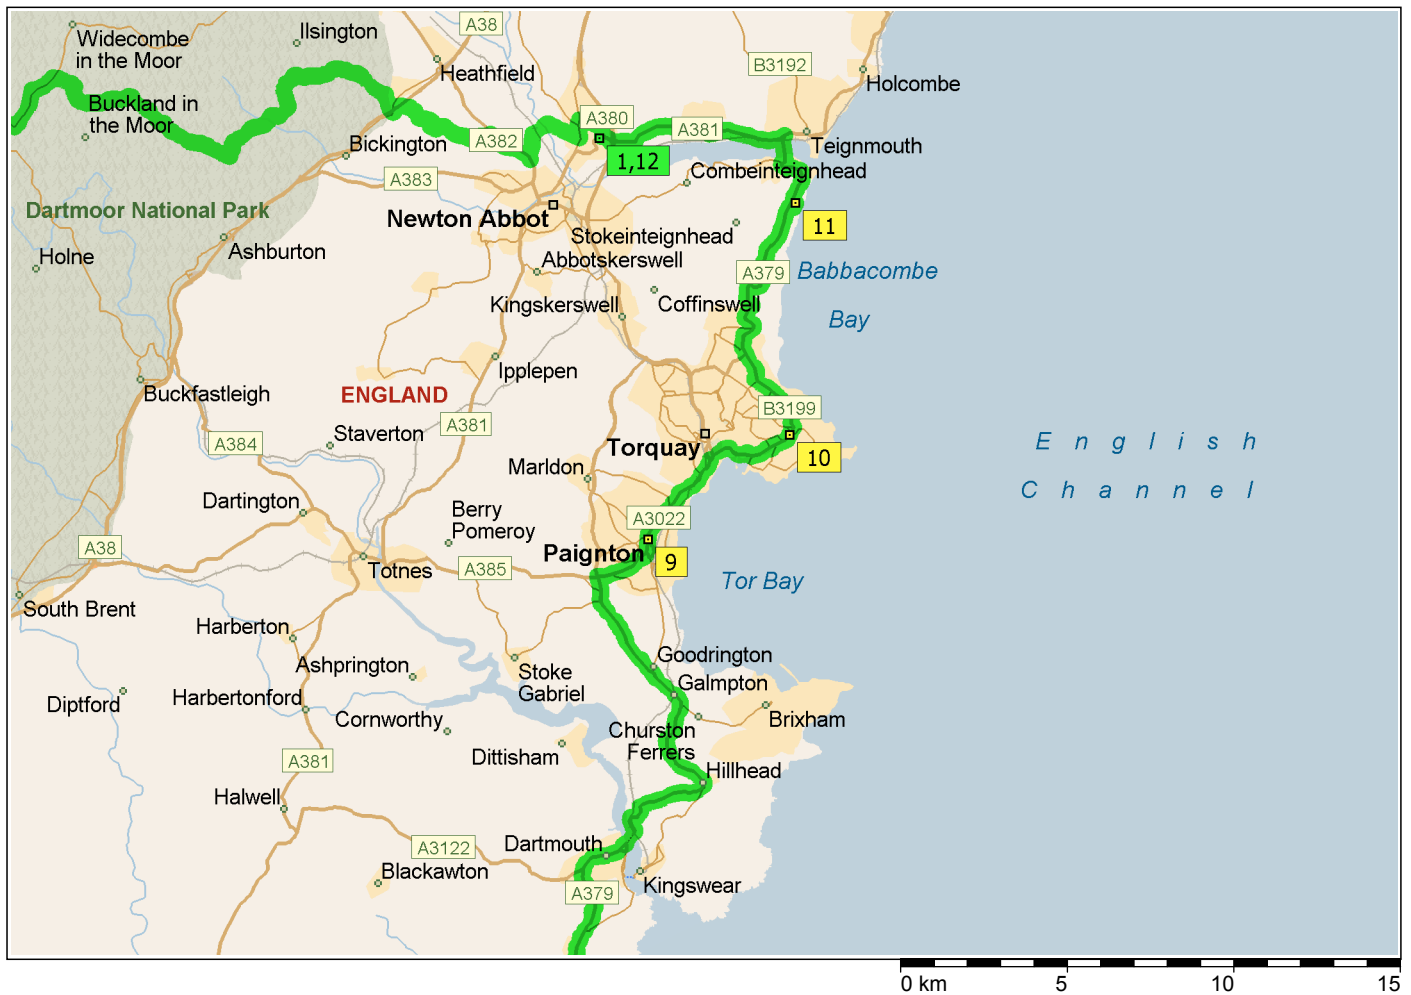 A38
Ilsington
Widecombe
in the Moor
B3192
Heathfield
Holcombe
Buckland in
the Moor
A380
A381
A382
Bickington
Teignmouth
1,12
Combeinteignhead
A383
Dartmoor National Park
Newton Abbot
11
Stokeinteignhead
Ashburton
Holne
Abbotskerswell
A379
Babbacombe
Bay
Kingskerswell
Coffinswell
Ipplepen
Buckfastleigh
ENGLAND
B3199
A381
Staverton
A384
Torquay
10
English
Channel
Marldon
Dartington
Berry
Pomeroy
A3022
A38
Paignton
9
Totnes
A385
Tor Bay
South Brent
Harberton
Goodrington
Ashprington
Stoke
Gabriel
Galmpton
Diptford
Harbertonford
Cornworthy
Brixham
Churston
Ferrers
Dittisham
A381
Hillhead
Halwell
Dartmouth
A3122
Blackawton
Kingswear
A379
0 km
5
10
15